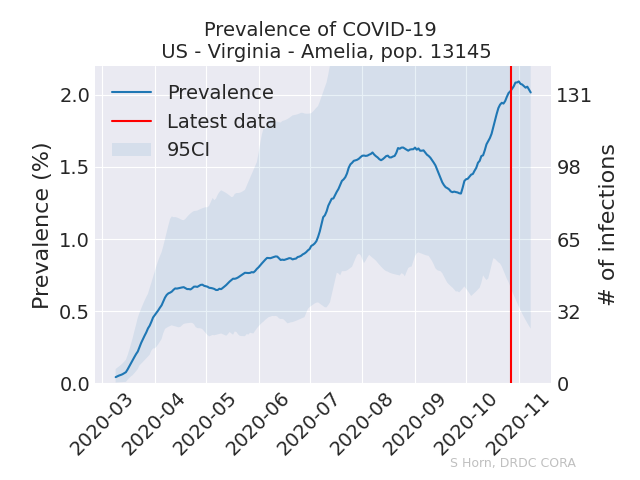 Prevalence of COVID-19
US - Virginia - Amelia, pop. 13145
Prevalence
Latest data
95CI
Prevalence (%)
2.0
1.5
1.0
0.5
0.0
131
98
65
32
0
# of infections
2020-03
2020-04
2020-05
2020-06
2020-07
2020-08
2020-09
2020-10
2020-11
S Horn, DRDC CORA